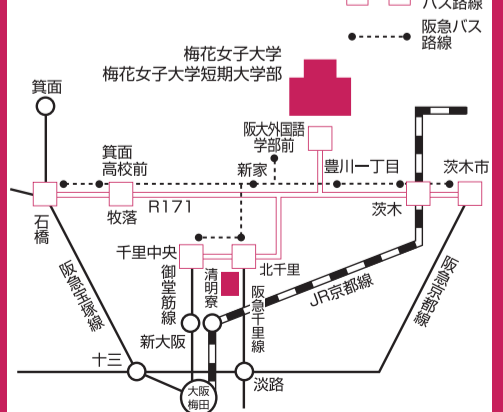 バス路線
阪急バス
路線
梅花女子大学
梅花女子大学短期大学部
箕面
阪大外国語
学部前
箕面
高校前
新家
豊川一丁目
茨木市
石橋
牧落
R171
茨木
千里中央
北千里
御堂筋線
清明寮
阪急千里線
JR京都線
阪急宝塚線
阪急京都線
新大阪
十三
淡路
大阪
梅田